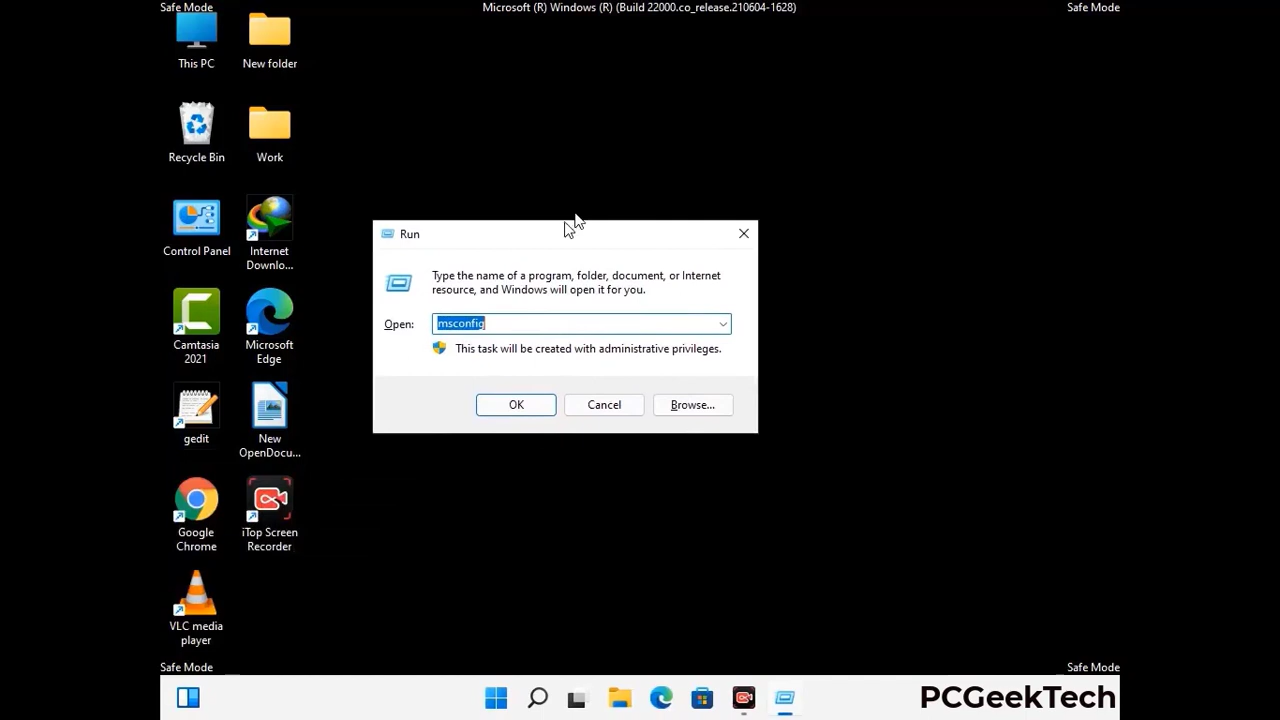 Safe Mode
Microsoft (R) Windows (R) (Build 22000.co_release.210604-1628)
Safe Mode
This PC
New folder
Recycle Bin
Work
Control Panel
Internet
Downlo...
Camtasia
2021
Microsoft
Edge
gedit
New
OpenDocu...
Google
Chrome
iTop Screen
Recorder
VLC media
player
Run
Type the name of a program, folder, document, or Internet
resource, and Windows will open it for you.
Open:
msconfig
This task will be created with administrative privileges.
OK
Cancel
Browse...
Safe Mode
Safe Mode
PCGeekTech